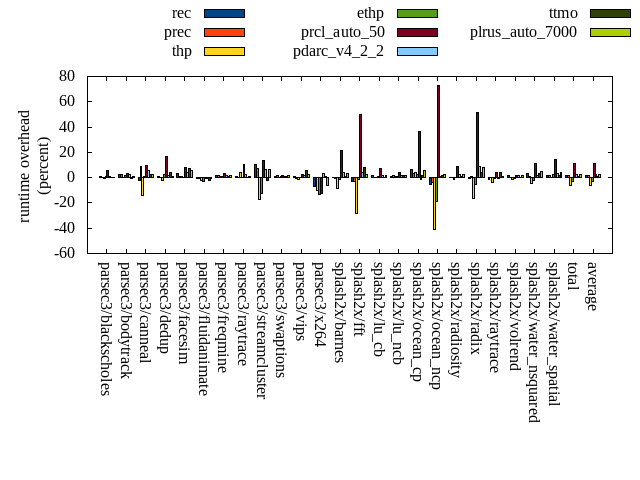 rec ethp ttmo
prec prcl_auto_50 plrus_auto_7000
thp pdarc_v4_2_2
80
60
40
20
0
-20
-40
-60
runtime overhead
(percent)
parsec3/blackscholes
parsec3/bodytrack
parsec3/canneal
parsec3/dedup
parsec3/facesim
parsec3/fluidanimate
parsec3/freqmine
parsec3/raytrace
parsec3/streamcluster
parsec3/swaptions
parsec3/vips
parsec3/x264
splash2x/barnes
splash2x/fft
splash2x/lu_cb
splash2x/lu_ncb
splash2x/ocean_cp
splash2x/ocean_ncp
splash2x/radiosity
splash2x/radix
splash2x/raytrace
splash2x/volrend
splash2x/water_nsquared
splash2x/water_spatial
total
average